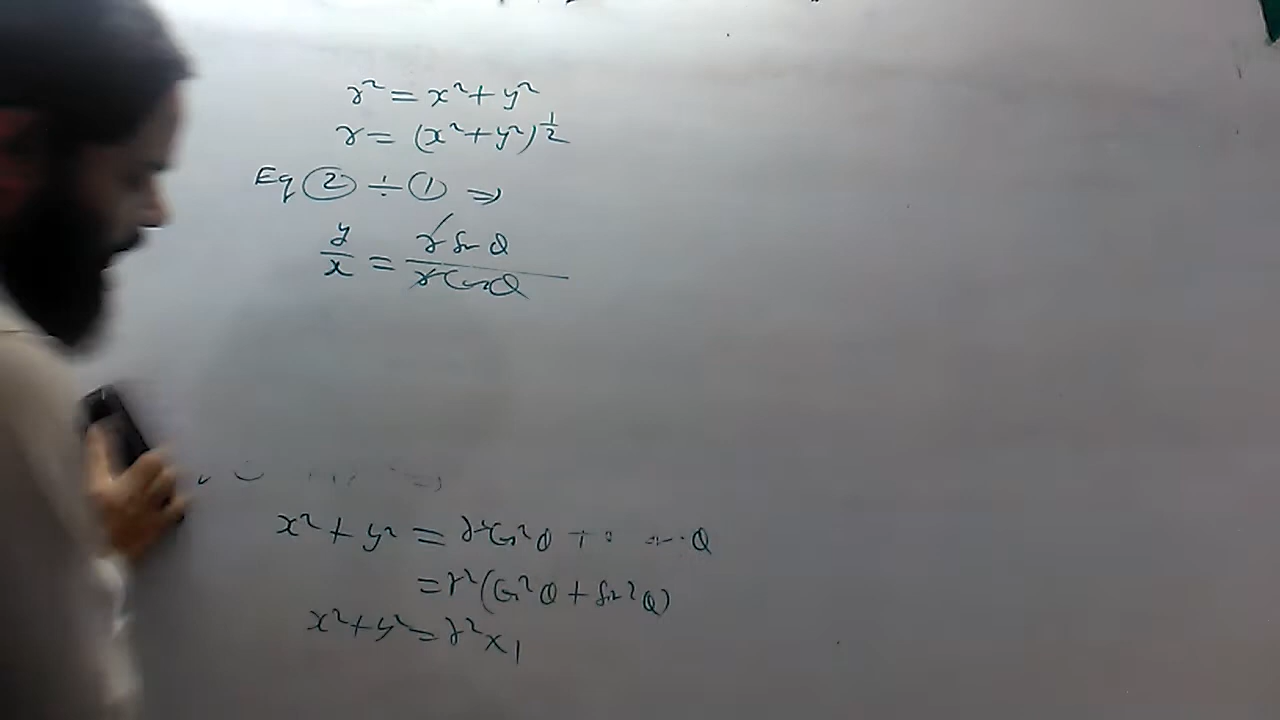 r² = x² + y²
r = (x² + y²)^½
Eq ② ÷ ① ⇒
y/x = r Sin θ / r Cos θ
x² + y² = r² Cos² θ + θ
= r² (Cos² θ + Sin² θ)
x² + y² = r² × 1